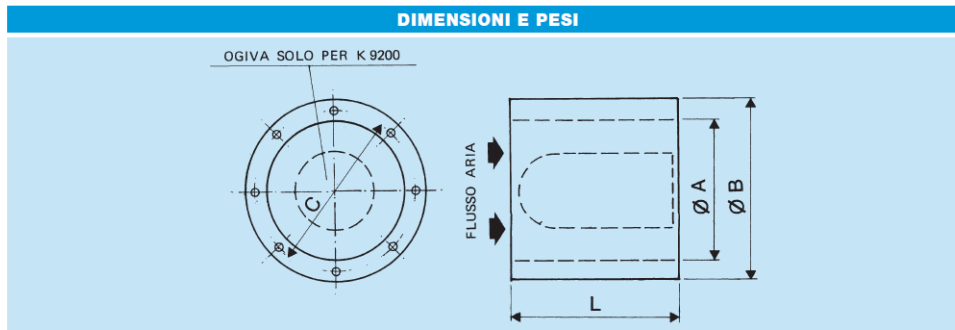 DIMENSIONI E PESI
OGIVA SOLO PER K 9200
C
FLUSSO ARIA
Ø A
Ø B
L